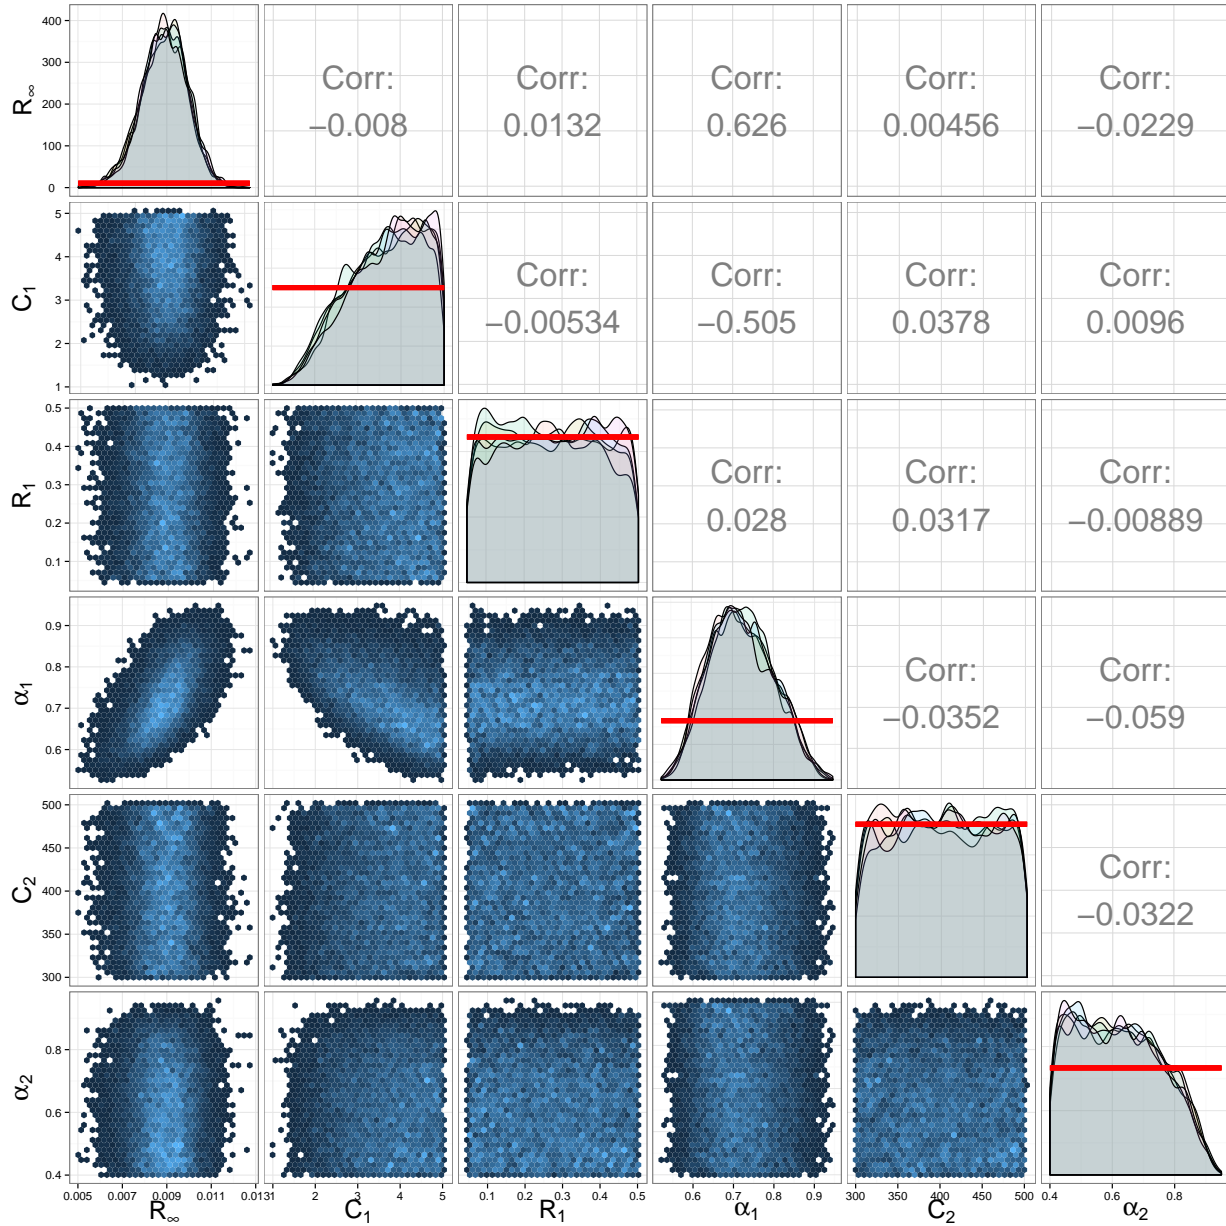 R∞
400
300
200
100
0
Corr:
−0.008
Corr:
0.0132
Corr:
0.626
Corr:
0.00456
Corr:
−0.0229
C1
5
4
3
2
1
Corr:
−0.00534
Corr:
−0.505
Corr:
0.0378
Corr:
0.0096
R1
0.5
0.4
0.3
0.2
0.1
Corr:
0.028
Corr:
0.0317
Corr:
−0.00889
α1
0.9
0.8
0.7
0.6
Corr:
−0.0352
Corr:
−0.059
C2
500
450
400
350
300
Corr:
−0.0322
α2
0.8
0.6
0.4
0.005 0.007 0.009 0.011 0.013
1 2 3 4 5
0.1 0.2 0.3 0.4 0.5
0.6 0.7 0.8 0.9
300 350 400 450 500
0.4 0.6 0.8
R∞ C1 R1 α1 C2 α2